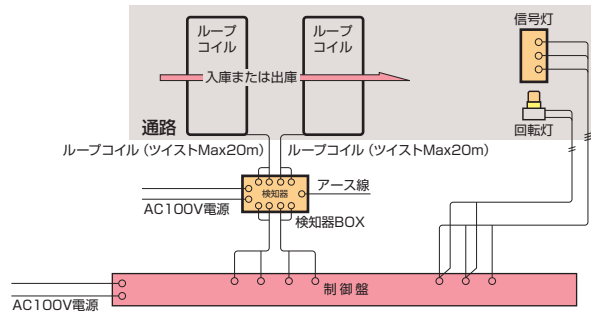 ループ
コイル
ループ
コイル
信号灯
入庫または出庫
通路
回転灯
ループコイル（ツイストMax20m）
ループコイル（ツイストMax20m）
検知器
アース線
AC100V電源
検知器BOX
制御盤
AC100V電源